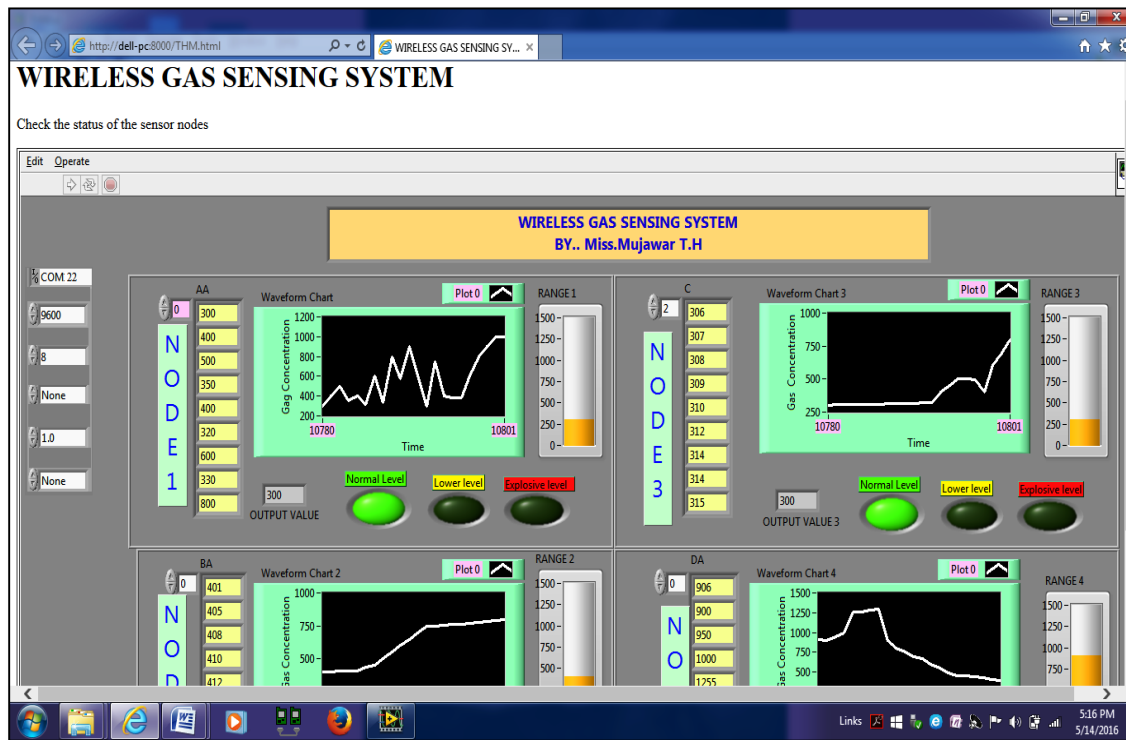 http://dell-pc:8000/THM.html
WIRELESS GAS SENSING SY...
WIRELESS GAS SENSING SYSTEM
Check the status of the sensor nodes
Edit Operate
WIRELESS GAS SENSING SYSTEM
BY.. Miss.Mujawar T.H
COM 22
9600
8
None
1.0
None
AA
0
300
400
500
350
400
320
600
330
800
NODE1
Waveform Chart
Plot 0
Gag Concentration
1200
1000
800
600
400
200
10780
10801
Time
RANGE 1
1500
1250
1000
750
500
250
0
300
OUTPUT VALUE
Normal Level
Lower level
Explosive level
C
2
306
307
308
309
310
312
314
314
315
NODE3
Waveform Chart 3
Plot 0
Gas Concentration
1000
750
500
250
10780
10801
Time
RANGE 3
1500
1250
1000
750
500
250
0
300
OUTPUT VALUE 3
Normal Level
Lower level
Explosive level
BA
0
401
405
408
410
412
NOD
Waveform Chart 2
Plot 0
Gas Concentration
1000
750
500
RANGE 2
1500
1250
1000
750
500
DA
0
906
900
950
1000
1255
NO
Waveform Chart 4
Plot 0
Gas Concentration
1500
1250
1000
750
500
RANGE 4
1500
1250
1000
750
Links
5:16 PM
5/14/2016